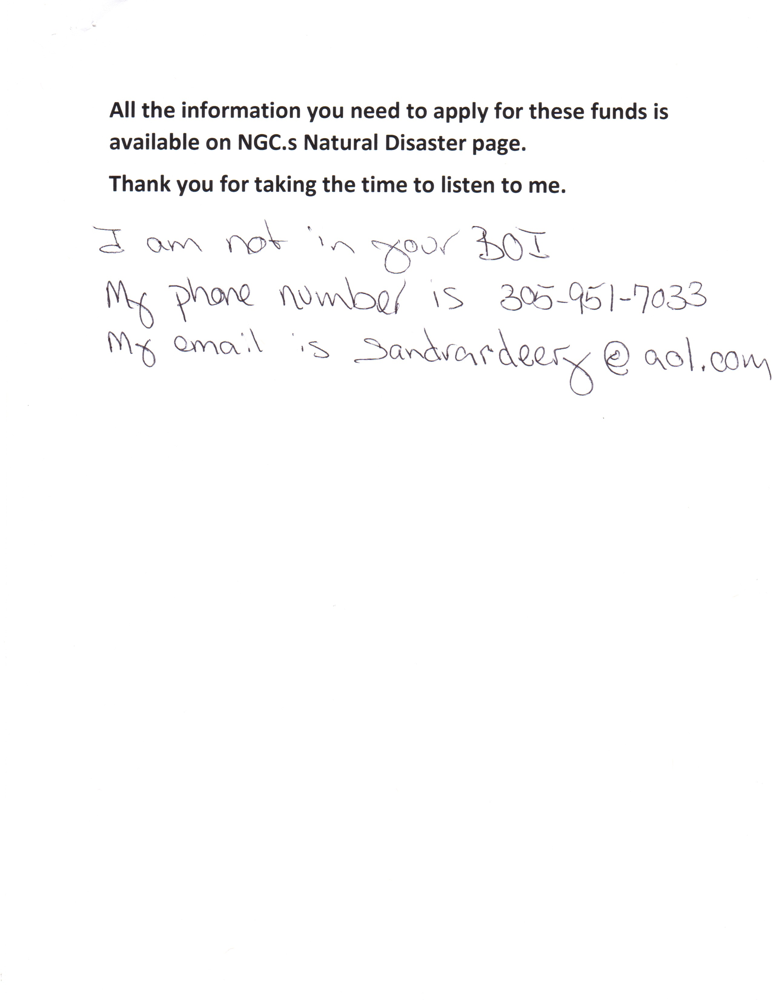 All the information you need to apply for these funds is
available on NGC.s Natural Disaster page.
Thank you for taking the time to listen to me.
I am not in your BOI
My phone number is 305-951-7033
My email is Sandrardeery@aol.com